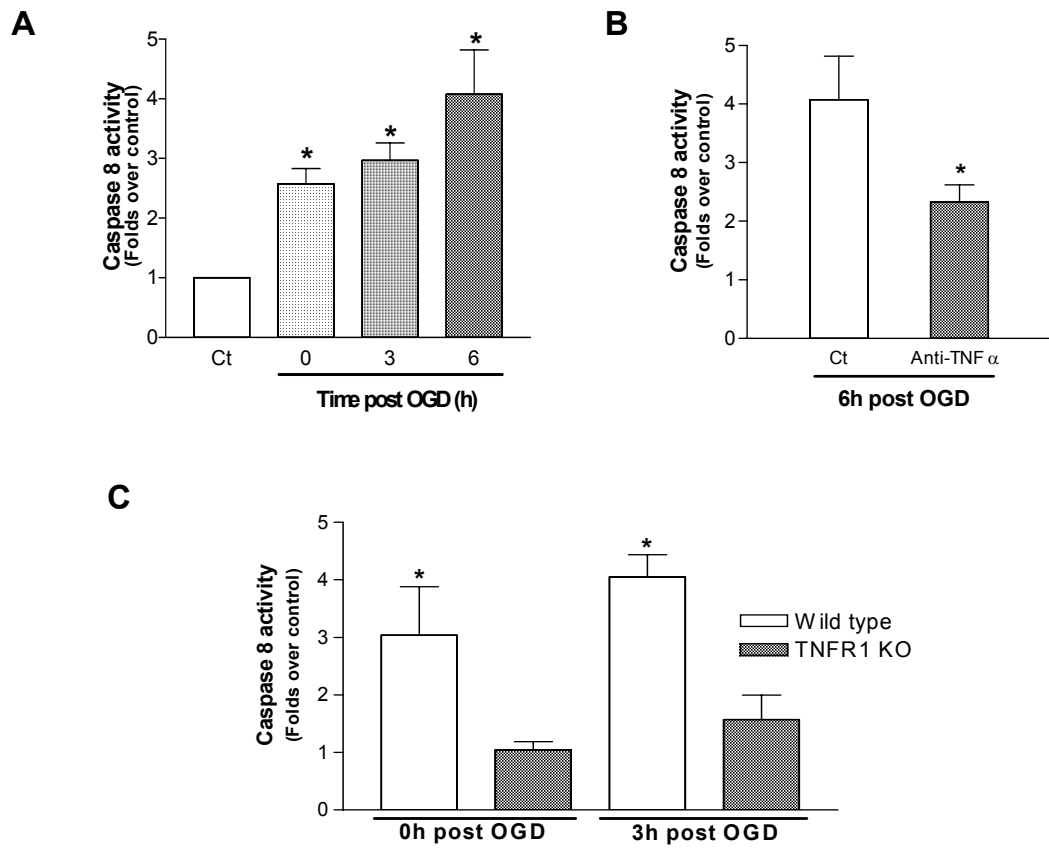 A
Caspase 8 activity
(Folds over control)
5
4
3
2
1
0
*
*
*
Ct
0
3
6
Time post OGD (h)
B
Caspase 8 activity
(Folds over control)
5
4
3
2
1
0
*
Ct
Anti-TNF α
6h post OGD
C
Caspase 8 activity
(Folds over control)
5
4
3
2
1
0
*
*
Wild type
TNFR1 KO
0h post OGD
3h post OGD